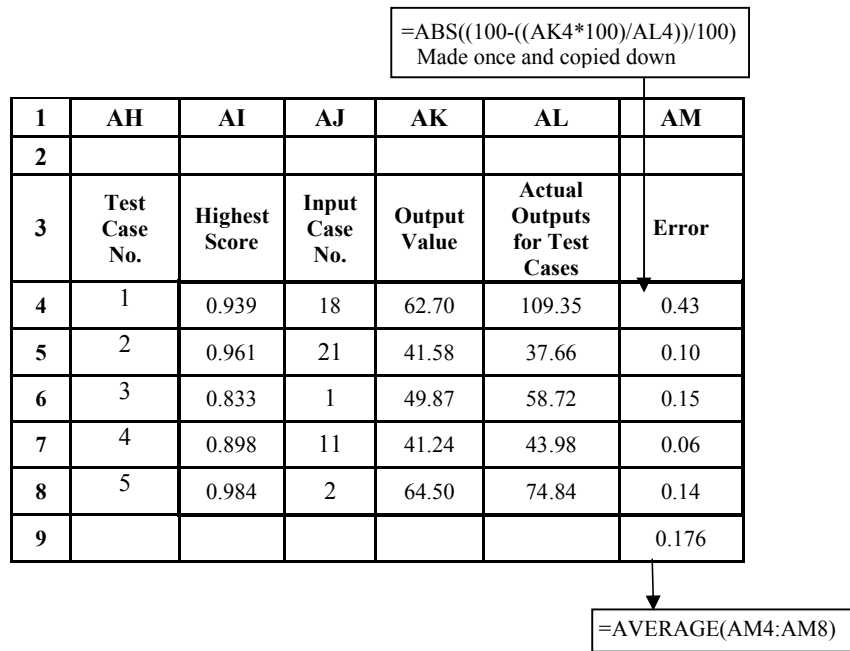 =ABS((100-((AK4*100)/AL4))/100)
Made once and copied down
1 AH AI AJ AK AL AM
2
3 Test Case No. Highest Score Input Case No. Output Value Actual Outputs for Test Cases Error
4 1 0.939 18 62.70 109.35 0.43
5 2 0.961 21 41.58 37.66 0.10
6 3 0.833 1 49.87 58.72 0.15
7 4 0.898 11 41.24 43.98 0.06
8 5 0.984 2 64.50 74.84 0.14
9 0.176
=AVERAGE(AM4:AM8)